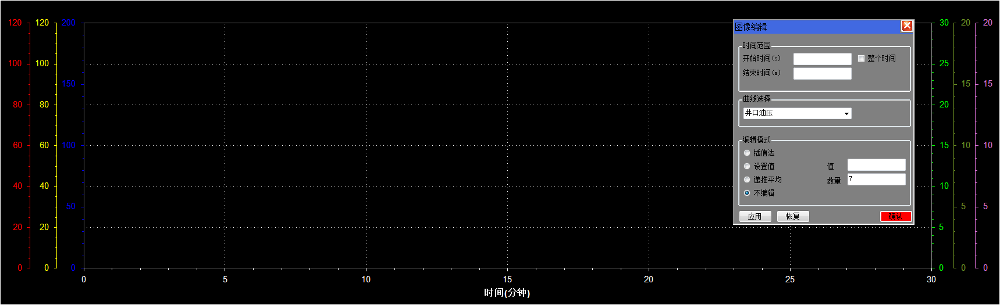 120 120 200 30 20 20
100 100 25
150 15 15
80 80 20
60 60 100 15 10 10
40 40 10
50 5 5
20 20 5
0 0 0 0 0 0
0 5 10 15 20 25 30
时间(分钟)
图像编辑
时间范围
开始时间(s) 整个时间
结束时间(s)
曲线选择
井口油压
编辑模式
插值法
设置值 值
递推平均 数量 7
不编辑
应用 恢复 确认